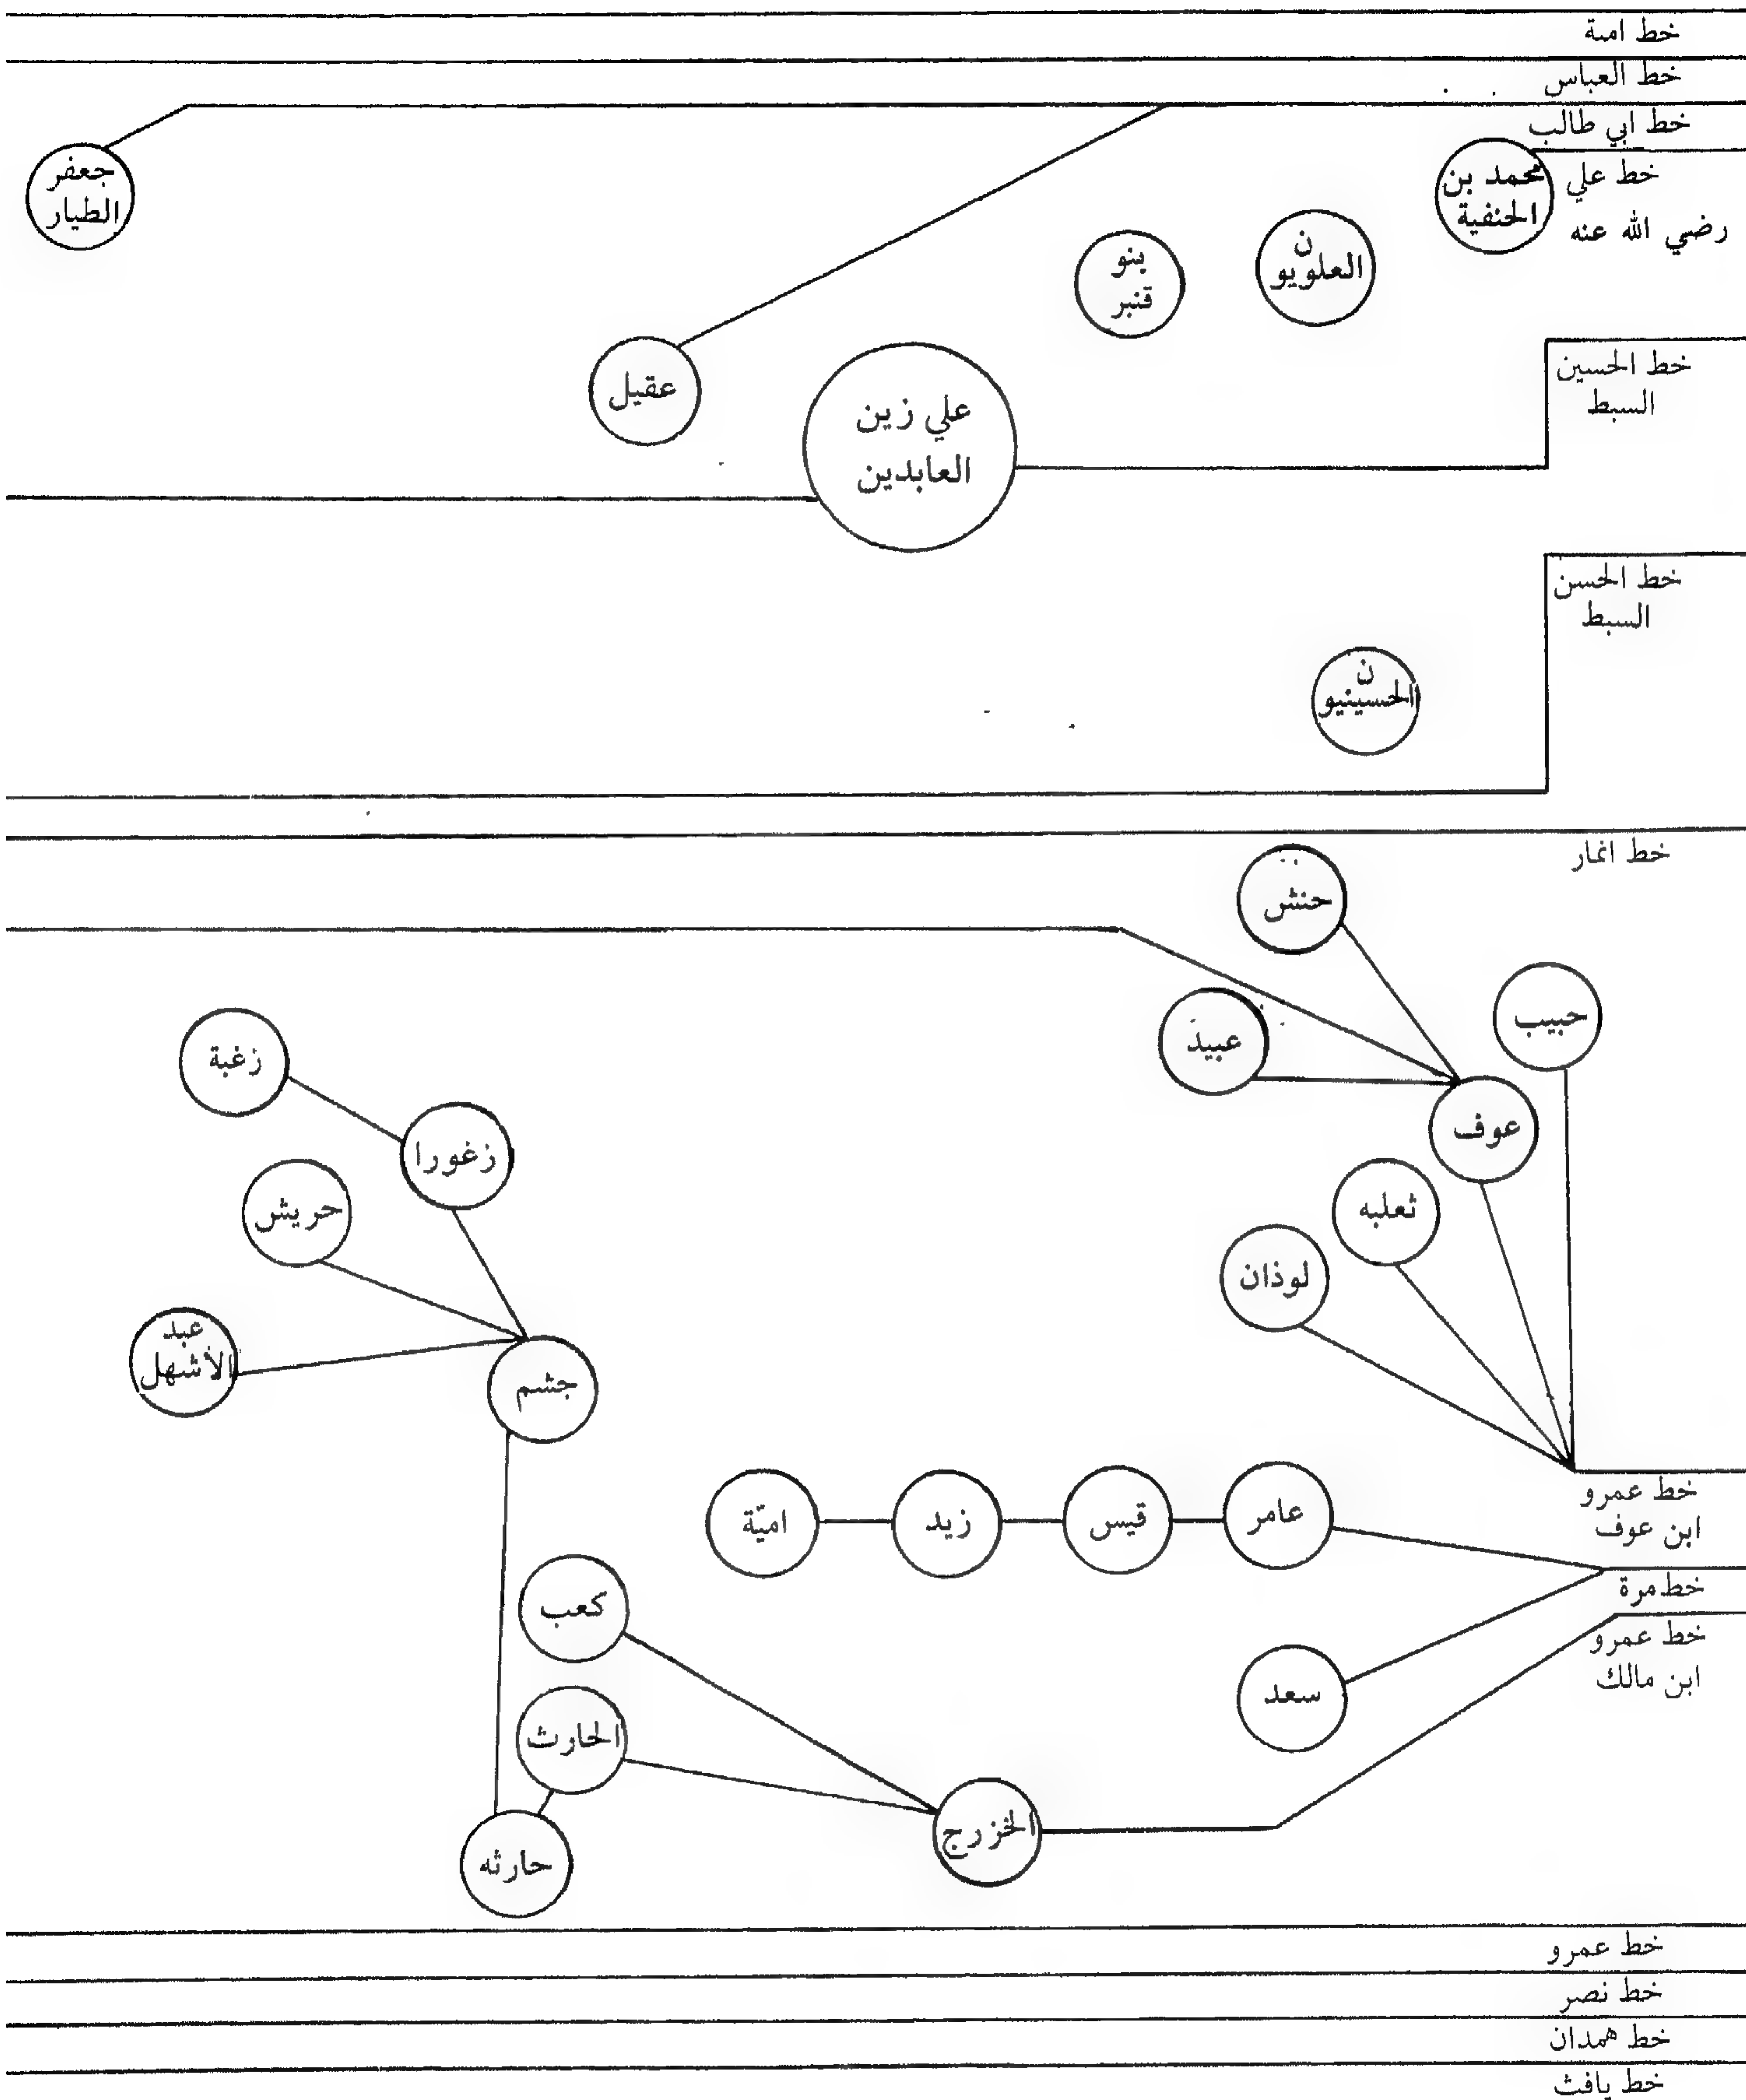 خط امية
خط العباس
خط ابي طالب
خط علي
رضي الله عنه
محمد بن
الحنفية
جعفر
الطيار
العلويون
بنو
قنبر
خط الحسين
السبط
عقيل
علي زين
العابدين
خط الحسن
السبط
الحسينيون
خط انمار
حنش
حبيب
عبيد
زغبة
عوف
زغورا
ثعلبه
حريش
لوذان
عبد
الأشهل
جشم
خط عمرو
ابن عوف
عامر
قيس
زيد
اميّة
خط مرة
كعب
خط عمرو
ابن مالك
سعد
الحارث
الخزرج
حارثه
خط عمرو
خط نصر
خط همدان
خط يافث